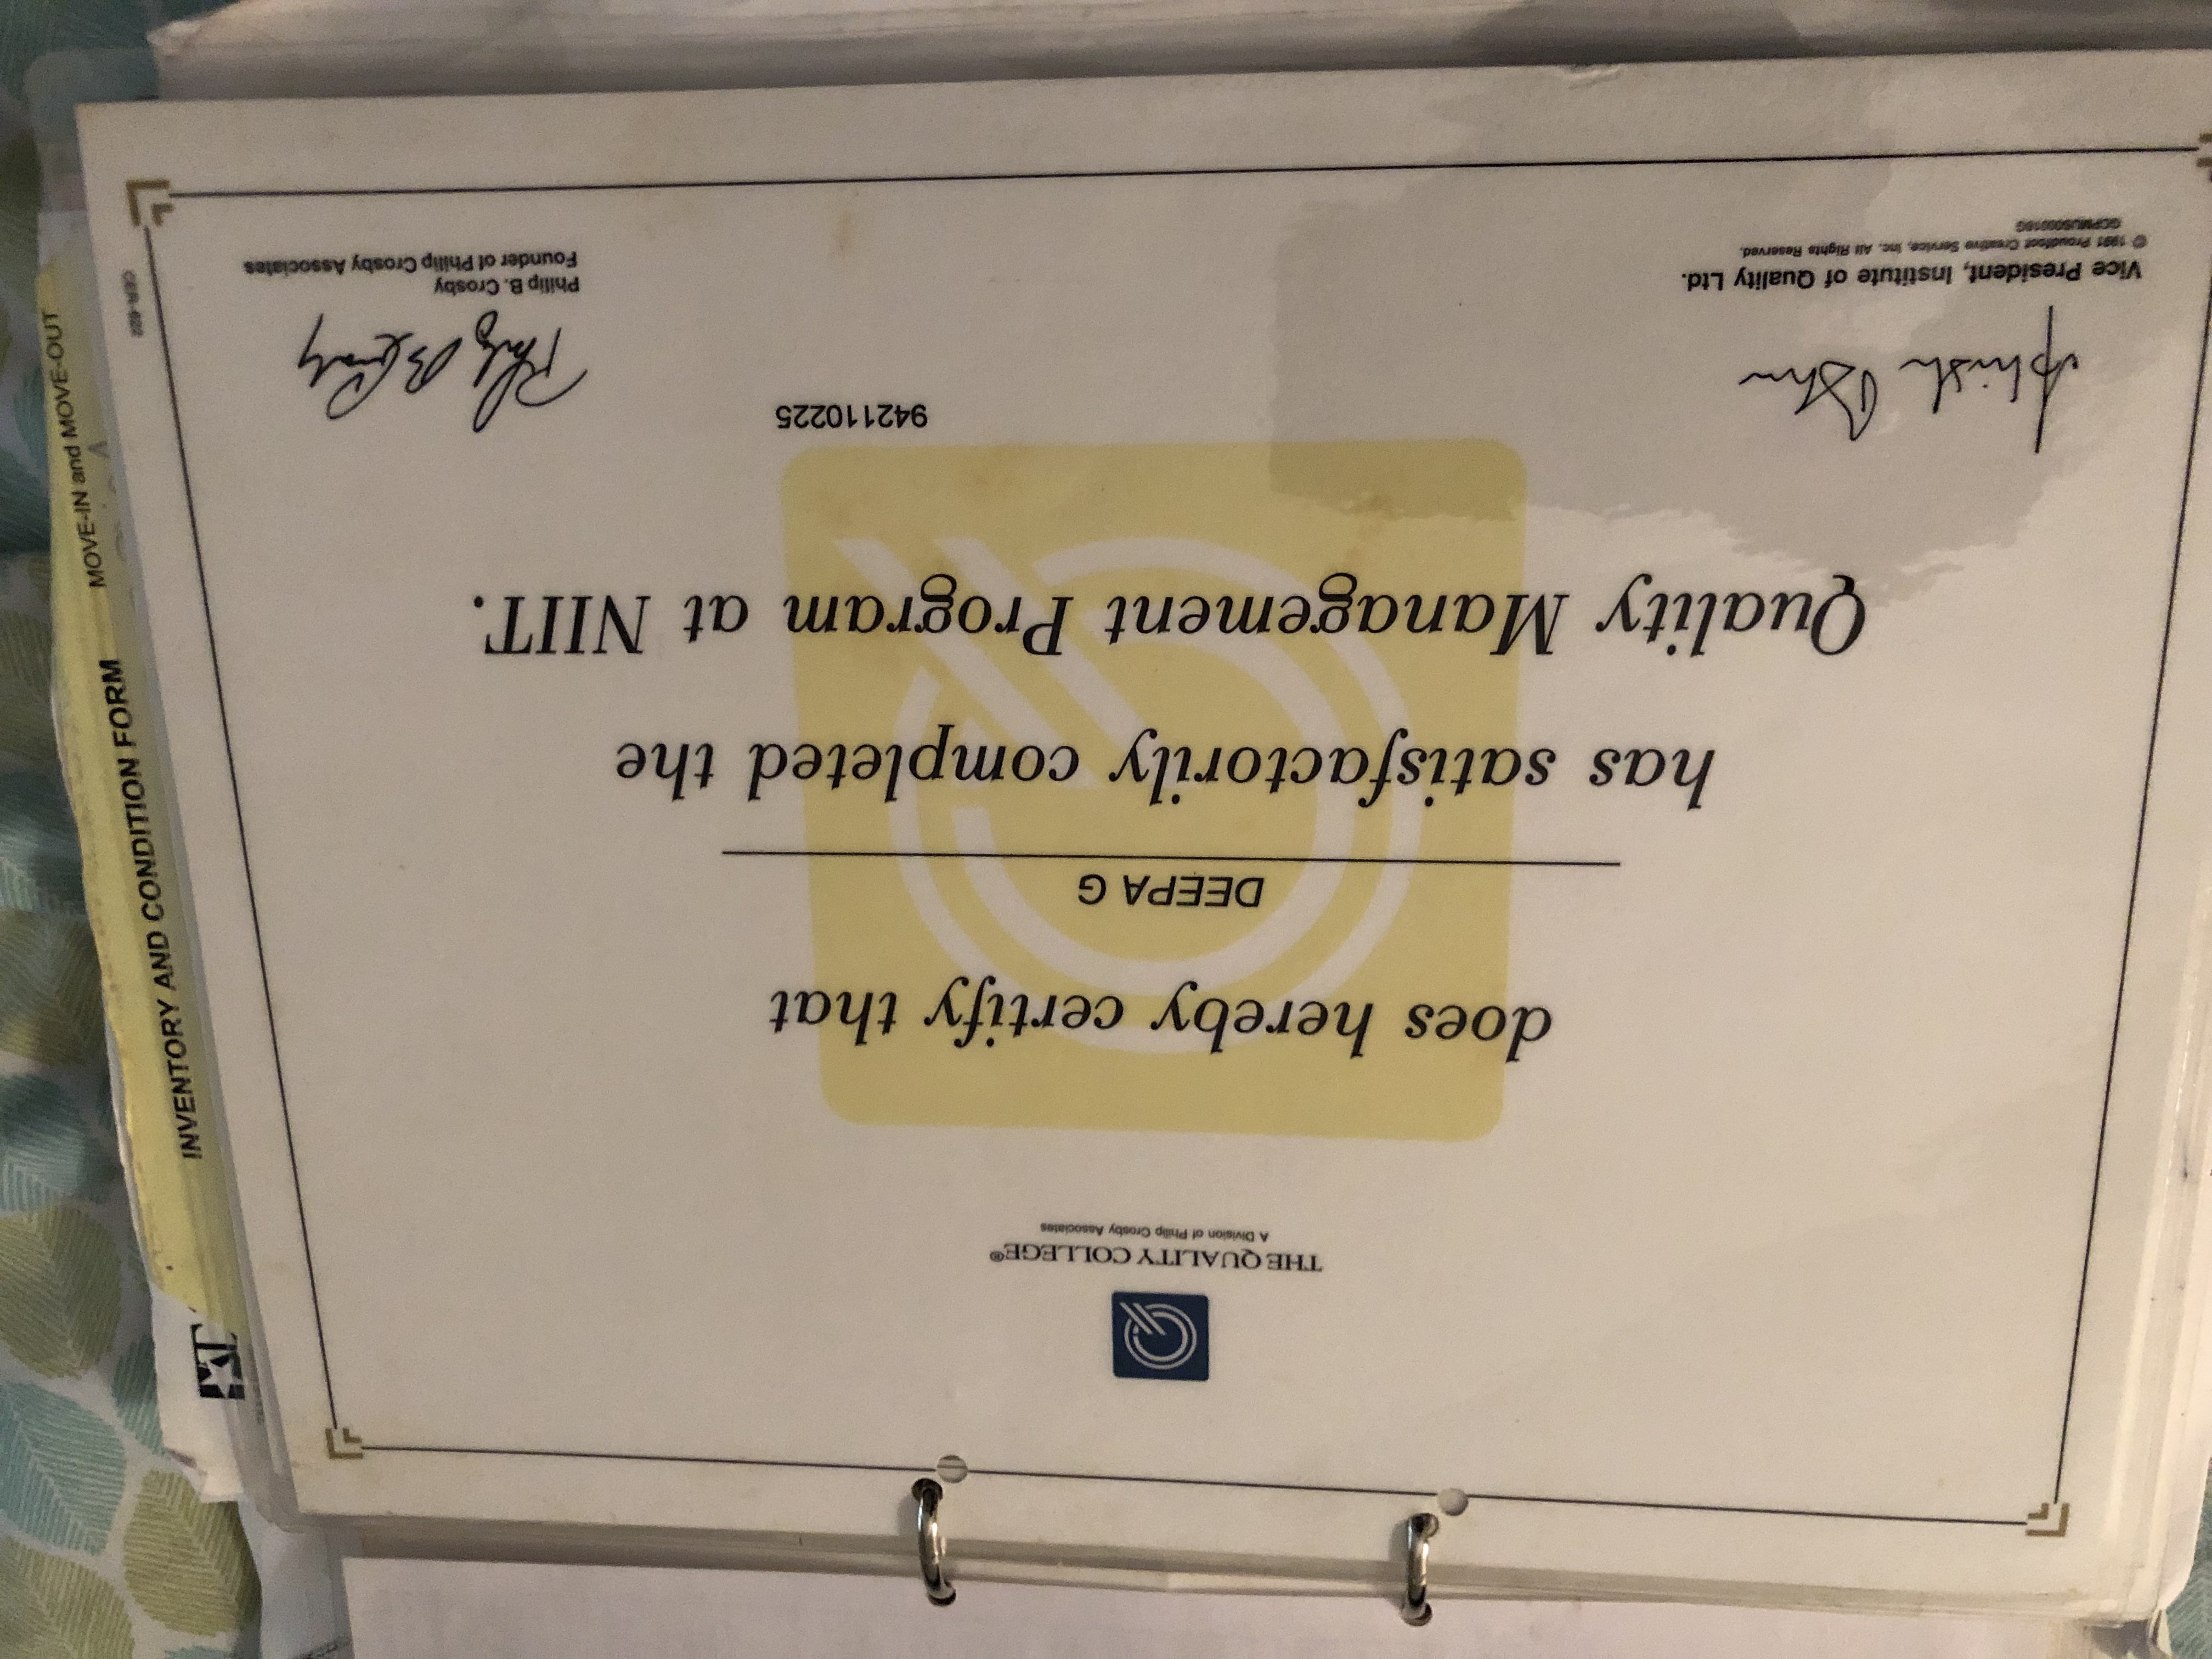 THE QUALITY COLLEGE®
A Division of Philip Crosby Associates
does hereby certify that
DEEPA G
has satisfactorily completed the
Quality Management Program at NIIT.
942110225
Vice President, Institute of Quality Ltd.
© 1991 Proudfoot Creative Service, Inc. All Rights Reserved.
Philip B. Crosby
Founder of Philip Crosby Associates
CER-622
INVENTORY AND CONDITION FORM
MOVE-IN and MOVE-OUT